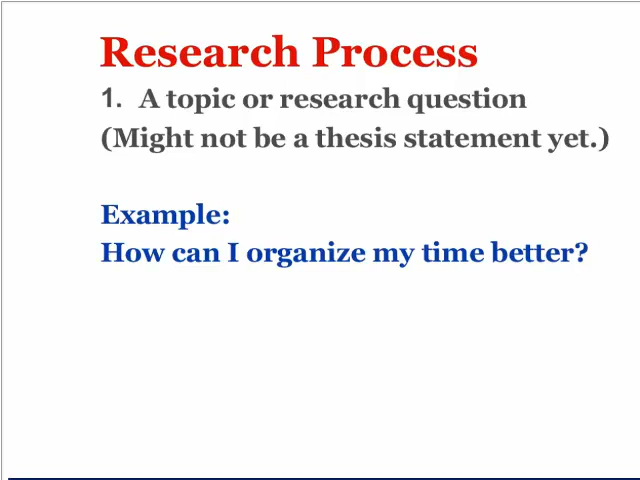 Research Process
1. A topic or research question
(Might not be a thesis statement yet.)
Example:
How can I organize my time better?